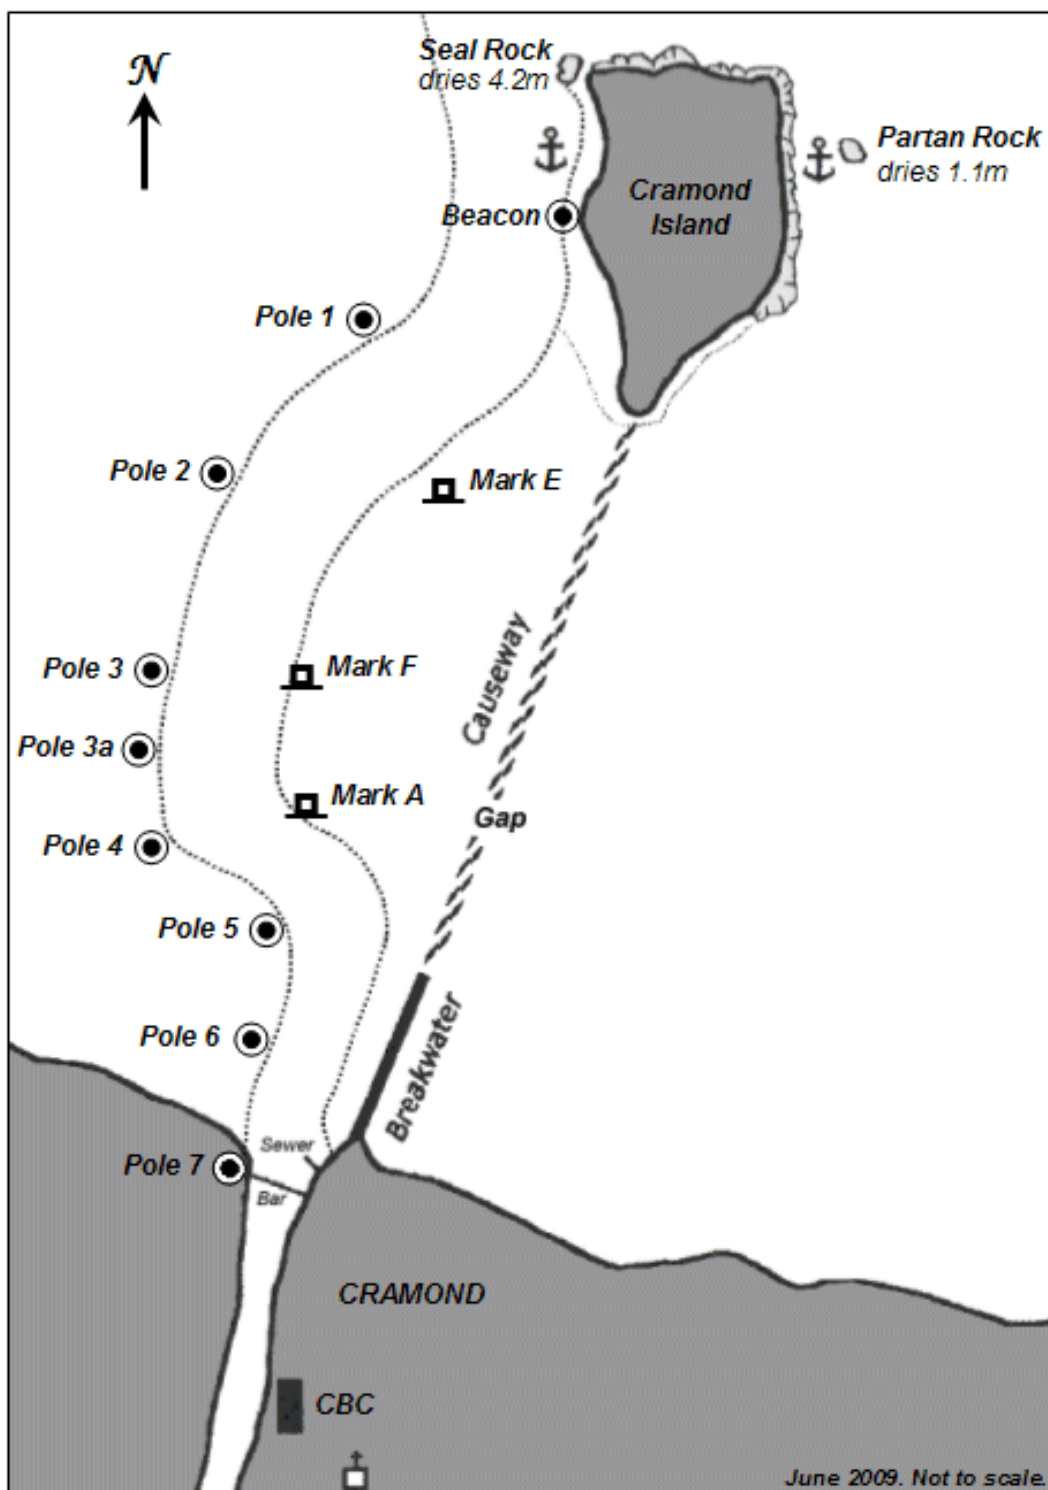 N
Seal Rock
dries 4.2m
Partan Rock
dries 1.1m
Cramond
Island
Beacon
Pole 1
Pole 2
Mark E
Causeway
Pole 3
Mark F
Pole 3a
Mark A
Gap
Pole 4
Pole 5
Breakwater
Pole 6
Sewer
Pole 7
Bar
CRAMOND
CBC
June 2009. Not to scale.